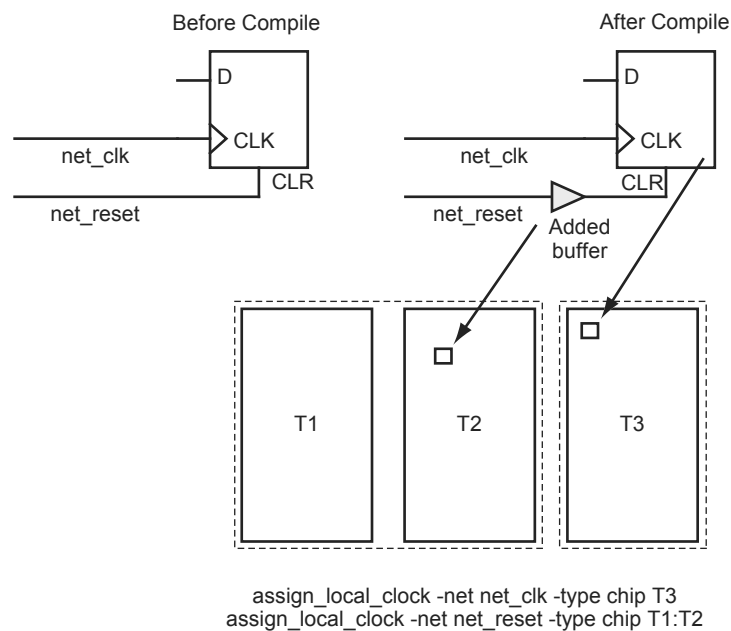 Before Compile
After Compile
D
D
CLK
CLK
net_clk
net_clk
CLR
CLR
net_reset
net_reset
Added
buffer
T1
T2
T3
assign_local_clock -net net_clk -type chip T3
assign_local_clock -net net_reset -type chip T1:T2